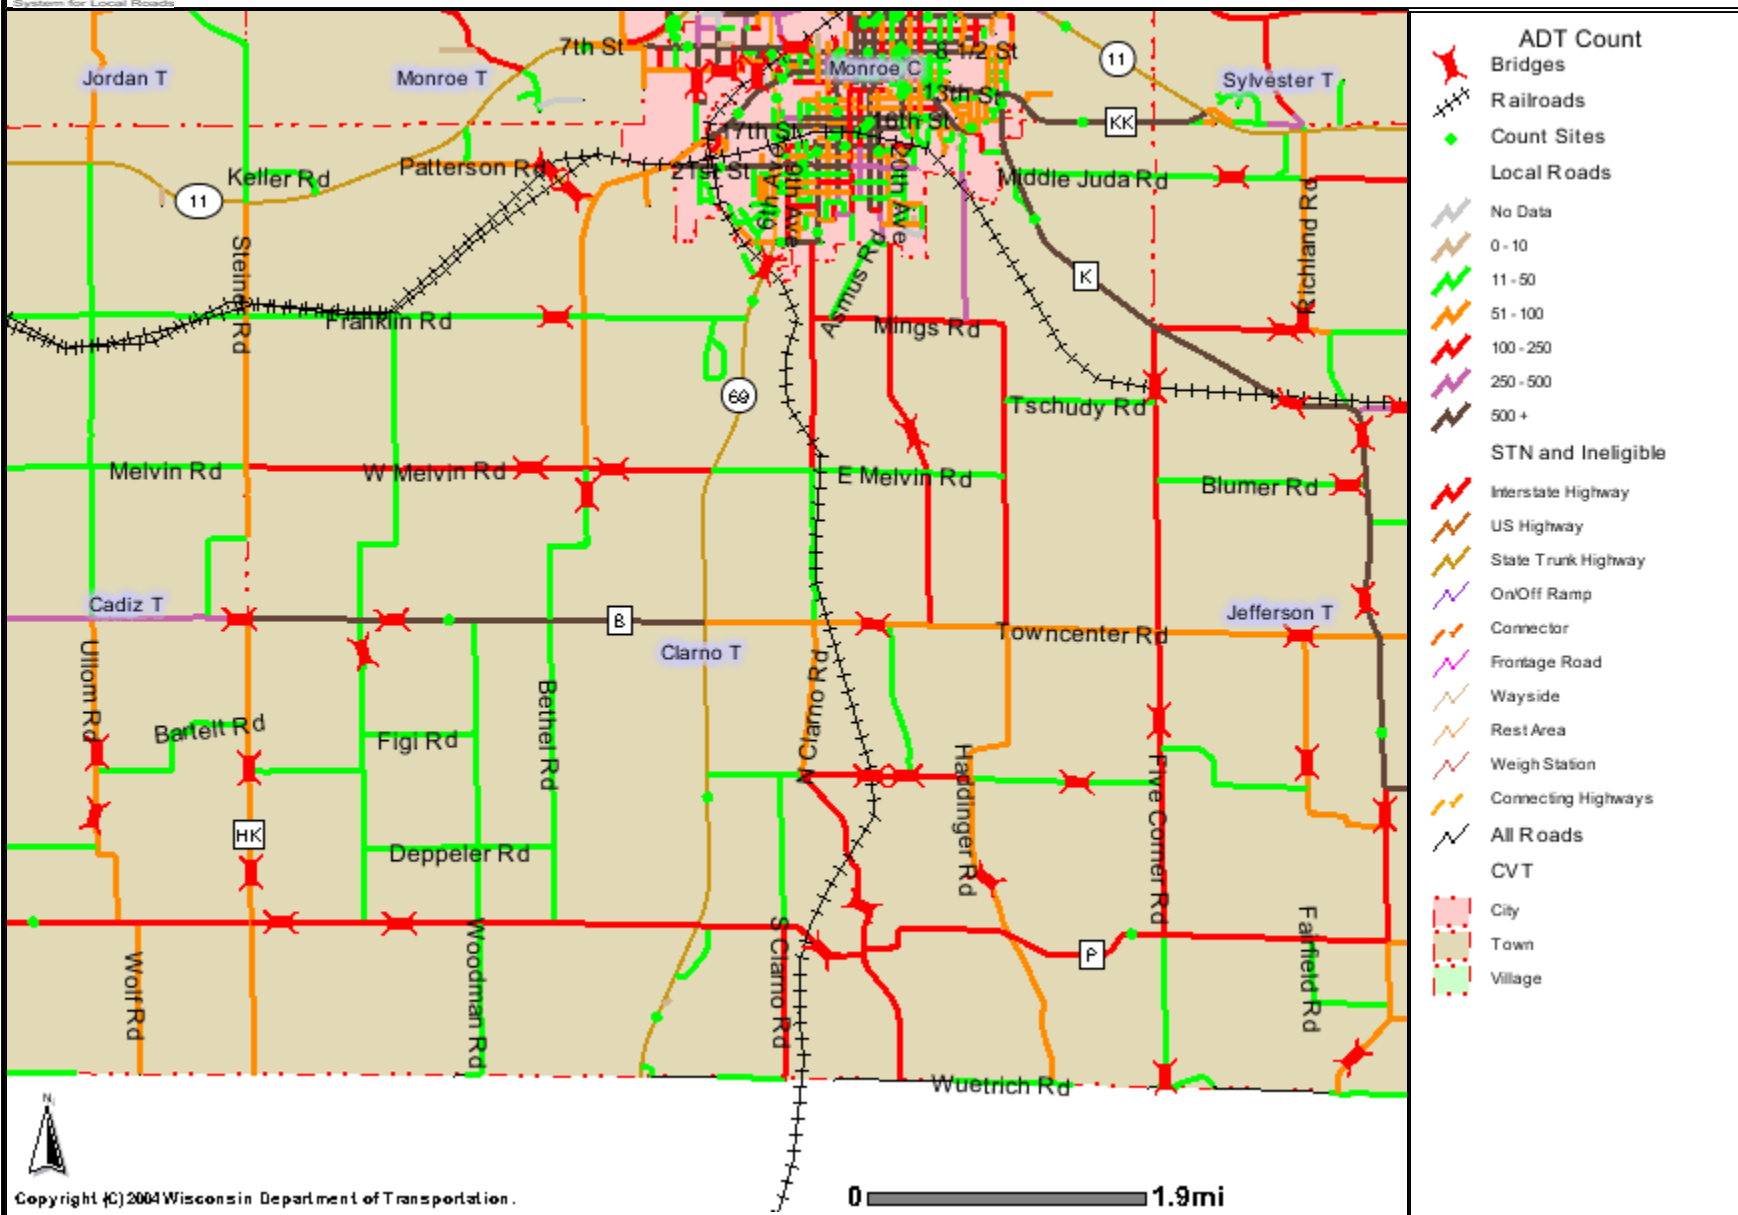 System for Local Roads
7th St
8 1/2 St
11
Jordan T
Monroe T
Monroe C
Sylvester T
13th St
KK
17th St
16th St
Keller Rd
Patterson Rd
21st St
Middle Juda Rd
11
6th Ave
9th Ave
20th Ave
Richland Rd
Steiner Rd
Asmus Rd
K
Franklin Rd
Mings Rd
69
Tschudy Rd
Melvin Rd
W Melvin Rd
E Melvin Rd
Blumer Rd
Cadiz T
B
Towncenter Rd
Jefferson T
Clarno T
Ullom Rd
Bartelt Rd
Figi Rd
Bethel Rd
N Clarno Rd
Haddinger Rd
Five Corner Rd
HK
Deppeler Rd
Wolf Rd
Woodman Rd
S Clarno Rd
P
Fairfield Rd
Wuetrich Rd
N
Copyright (C) 2004 Wisconsin Department of Transportation.
0 1.9mi
ADT Count
Bridges
Railroads
Count Sites
Local Roads
No Data
0 - 10
11 - 50
51 - 100
100 - 250
250 - 500
500 +
STN and Ineligible
Interstate Highway
US Highway
State Trunk Highway
On/Off Ramp
Connector
Frontage Road
Wayside
Rest Area
Weigh Station
Connecting Highways
All Roads
CVT
City
Town
Village